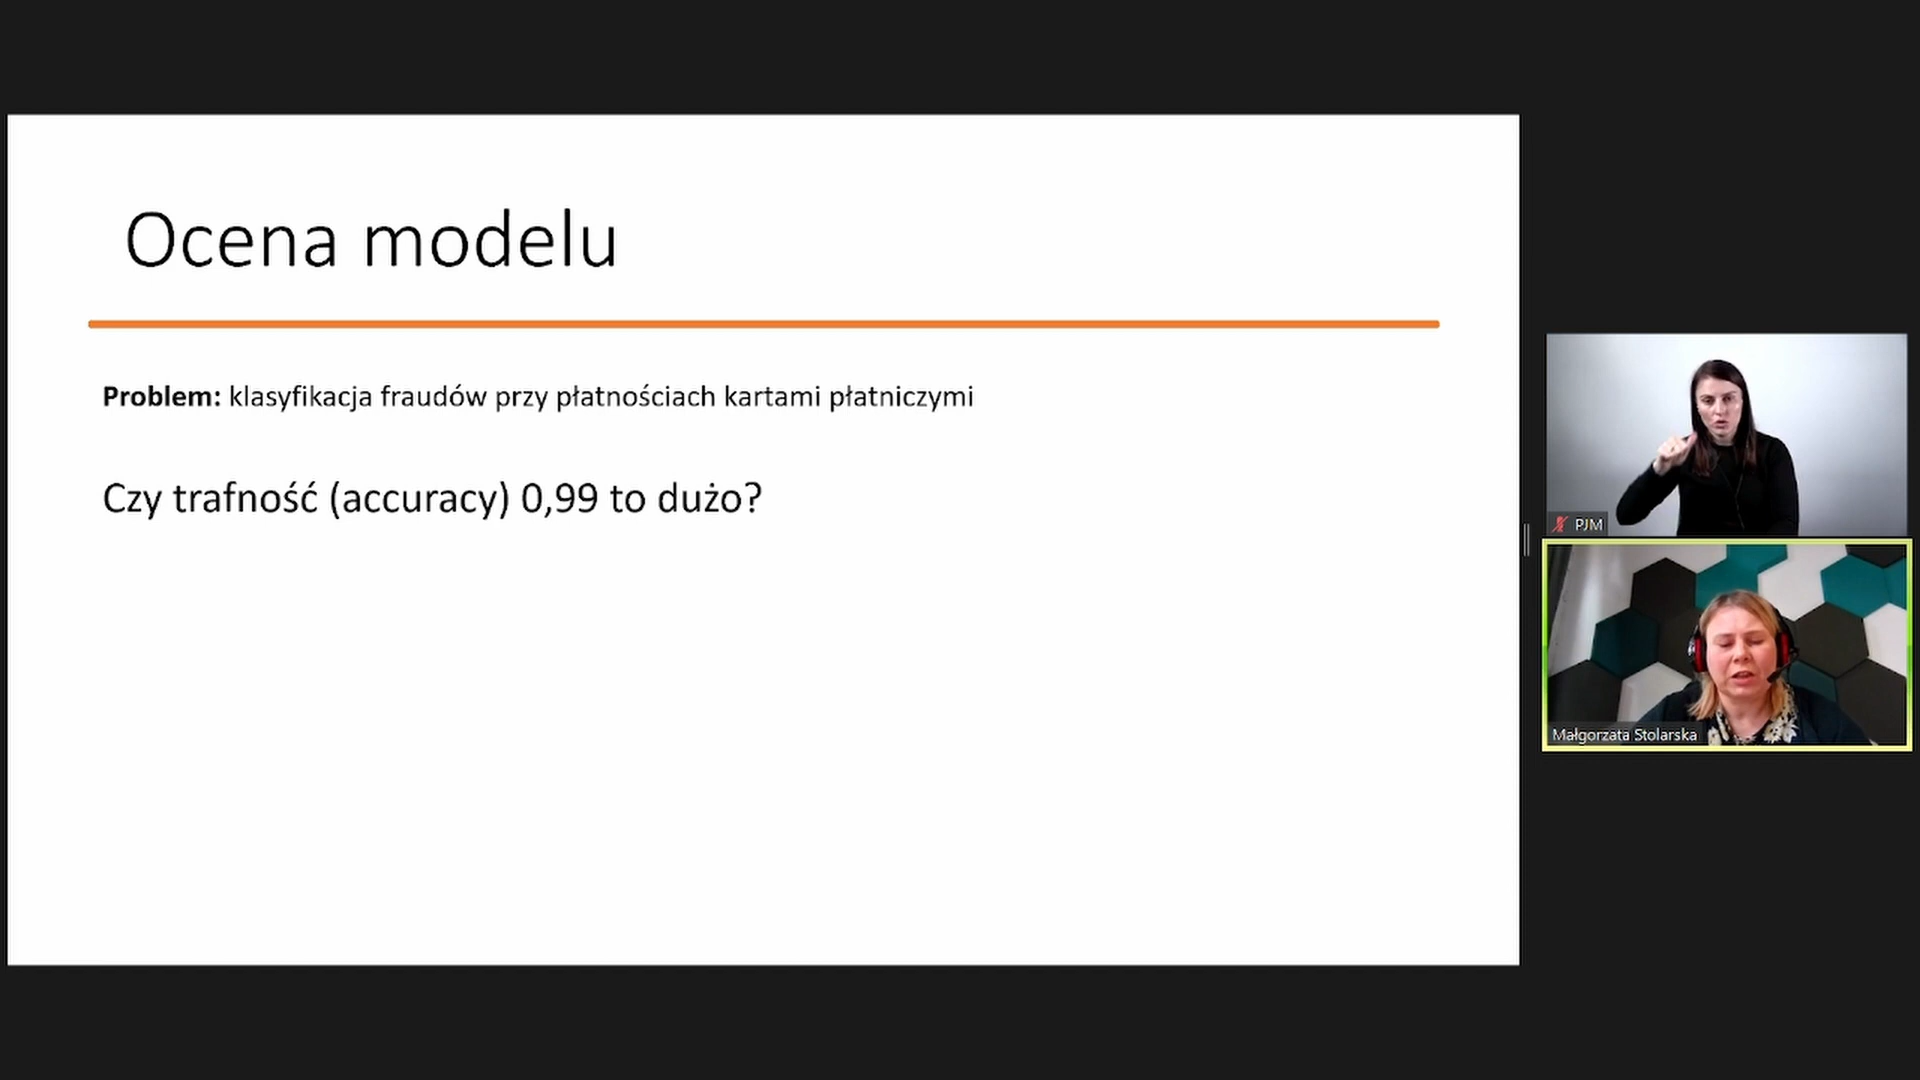 Ocena modelu
Problem: klasyfikacja fraudów przy płatnościach kartami płatniczymi
Czy trafność (accuracy) 0,99 to dużo?
PJM
Małgorzata Stolarska